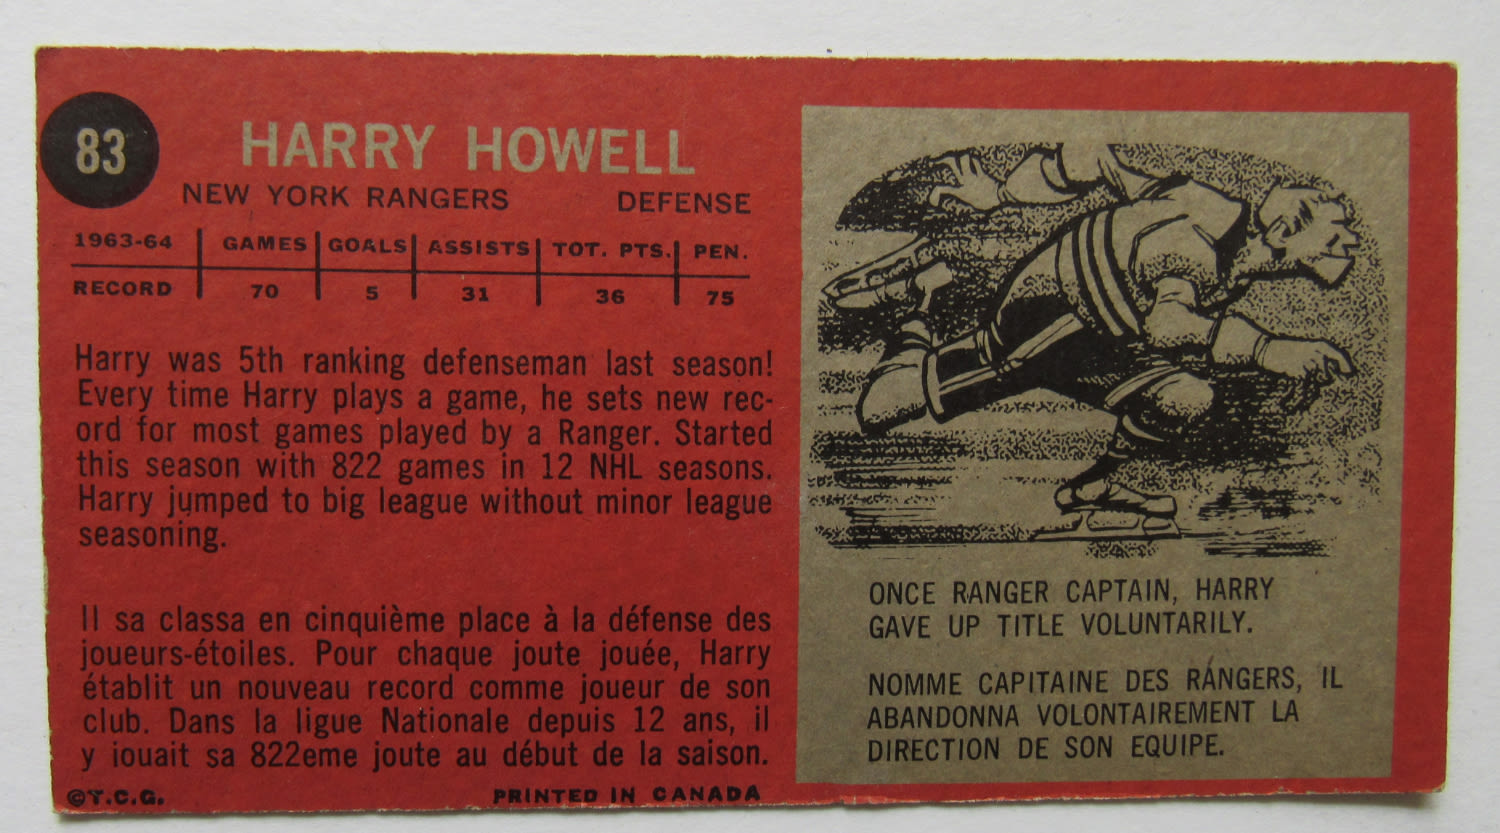 83
HARRY HOWELL
NEW YORK RANGERS DEFENSE
1963-64 GAMES GOALS ASSISTS TOT. PTS. PEN.
RECORD 70 5 31 36 75
Harry was 5th ranking defenseman last season!
Every time Harry plays a game, he sets new rec-
ord for most games played by a Ranger. Started
this season with 822 games in 12 NHL seasons.
Harry jumped to big league without minor league
seasoning.
Il sa classa en cinquième place à la défense des
joueurs-étoiles. Pour chaque joute jouée, Harry
établit un nouveau record comme joueur de son
club. Dans la ligue Nationale depuis 12 ans, il
y iouait sa 822eme joute au début de la saison.
©T.C.G. PRINTED IN CANADA
ONCE RANGER CAPTAIN, HARRY
GAVE UP TITLE VOLUNTARILY.
NOMME CAPITAINE DES RANGERS, IL
ABANDONNA VOLONTAIREMENT LA
DIRECTION DE SON EQUIPE.